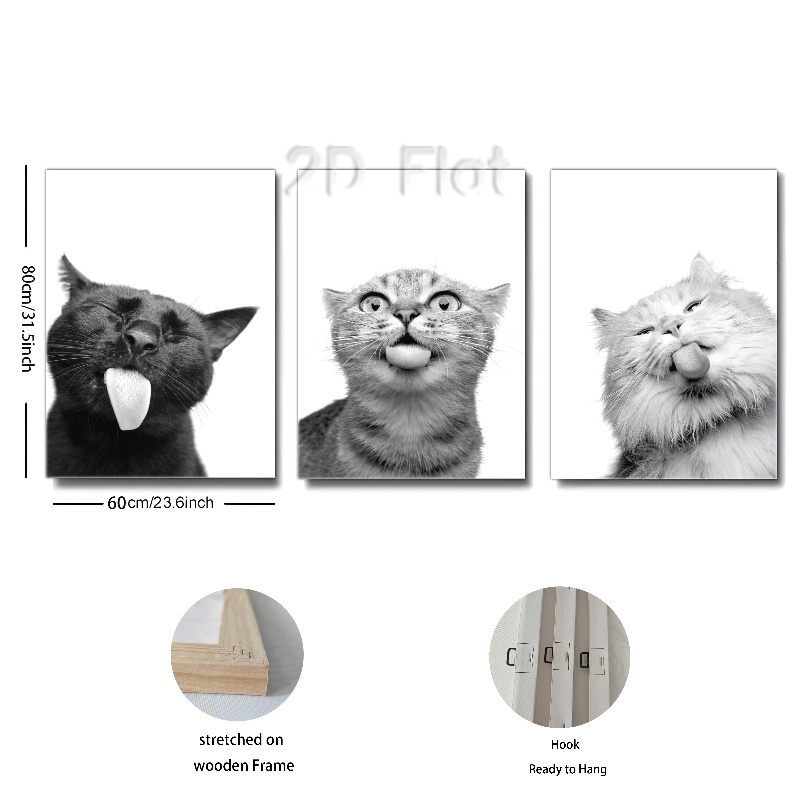 2D Flat
80cm/31.5inch
60cm/23.6inch
stretched on
wooden Frame
Hook
Ready to Hang